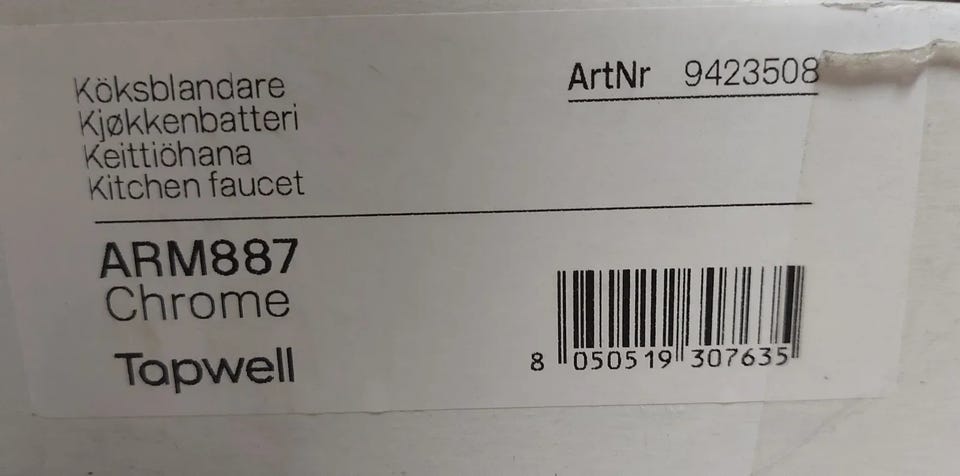 Köksblandare
Kjøkkenbatteri
Keittiöhana
Kitchen faucet
ArtNr 9423508
ARM887
Chrome
Tapwell
8 050519 307635